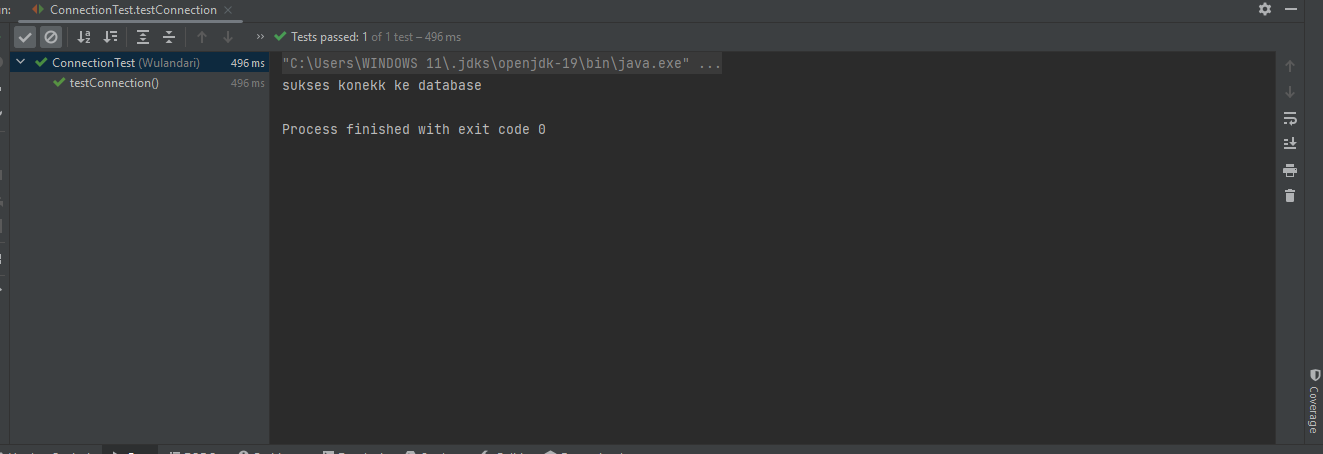 ConnectionTest.testConnection
Tests passed: 1 of 1 test – 496 ms
ConnectionTest (Wulandari) 496 ms
testConnection() 496 ms
"C:\Users\WINDOWS 11\.jdks\openjdk-19\bin\java.exe" ...
sukses konekk ke database
Process finished with exit code 0
Coverage